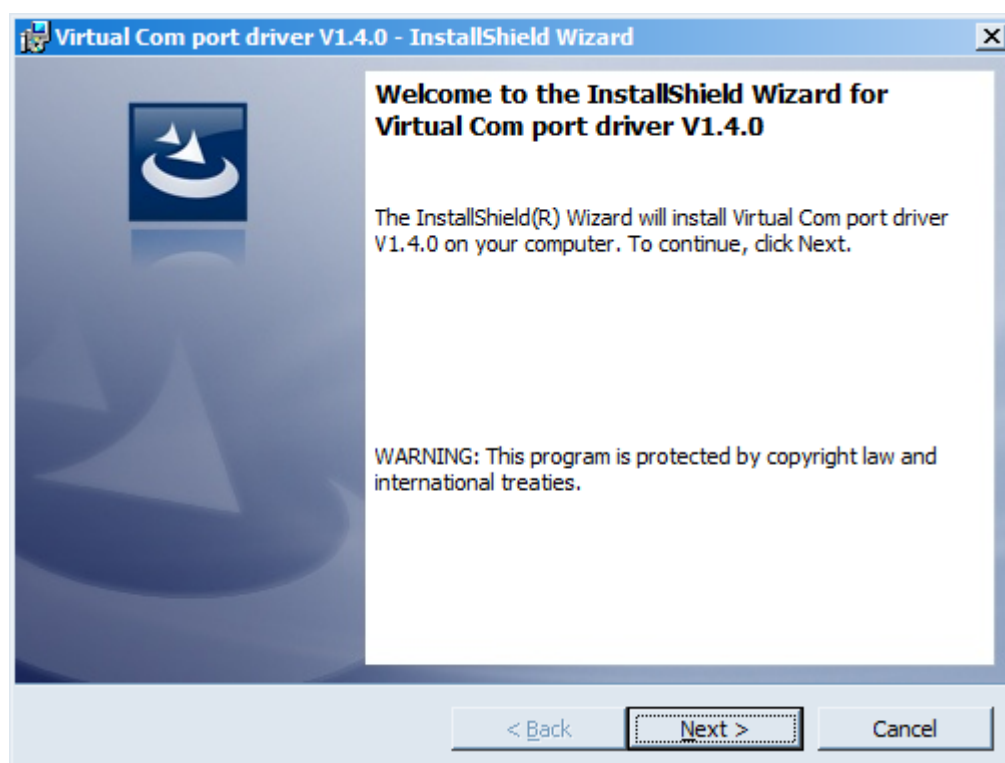 Virtual Com port driver V1.4.0 - InstallShield Wizard
Welcome to the InstallShield Wizard for
Virtual Com port driver V1.4.0
The InstallShield(R) Wizard will install Virtual Com port driver
V1.4.0 on your computer. To continue, click Next.
WARNING: This program is protected by copyright law and
international treaties.
< Back
Next >
Cancel